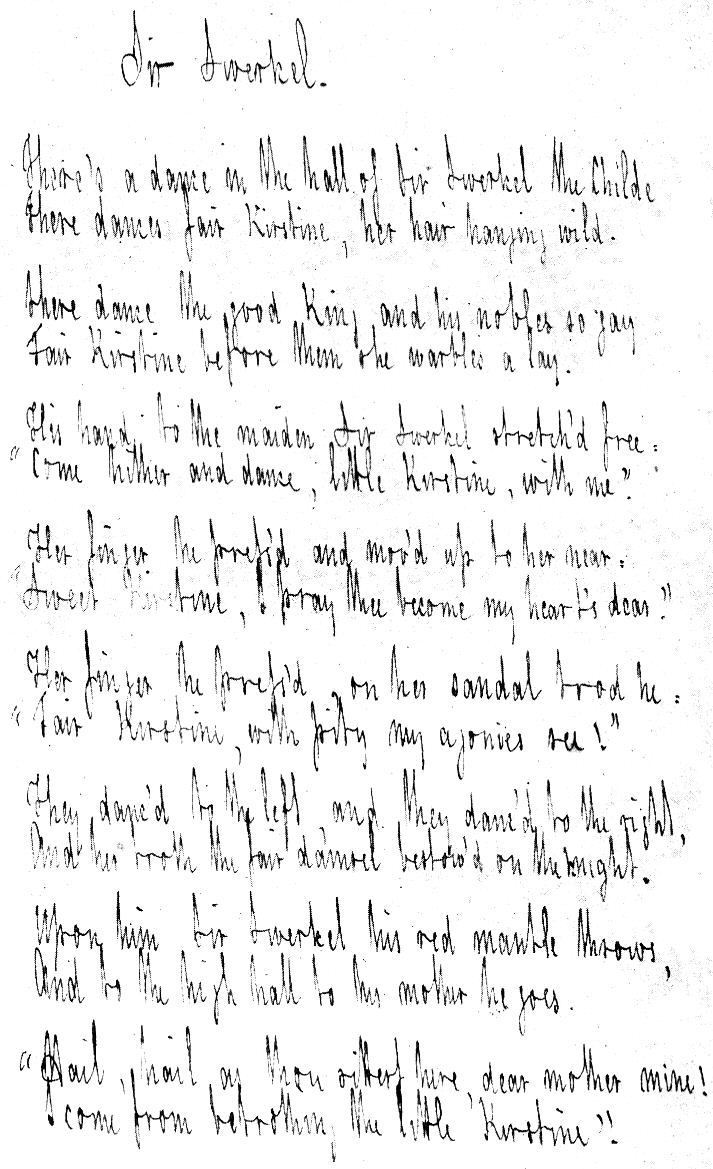 Sir Swerkel.
There's a dance in the hall of Sir Swerkel the Childe
There dances fair Kirstine, her hair hanging wild.
There dance the good King and his nobles so gay
Fair Kirstine before them she warbles a lay.
His hand to the maiden Sir Swerkel stretch'd free:
"Come hither and dance, little Kirstine, with me."
Her finger he press'd and mov'd up to her near:
"Sweet Kirstine, I pray thee become my heart's dear."
Her finger he press'd, on her sandal trod he:
"Fair Kirstine, with pity my agonies see!"
They danc'd to the left and they danc'd to the right,
And her troth the fair damsel bestow'd on the knight.
Upon him Sir Swerkel his red mantle throws,
And to the high hall to his mother he goes.
"Hail, hail, as thou sittest here, dear mother mine!
I come from betrothing the little Kirstine"!